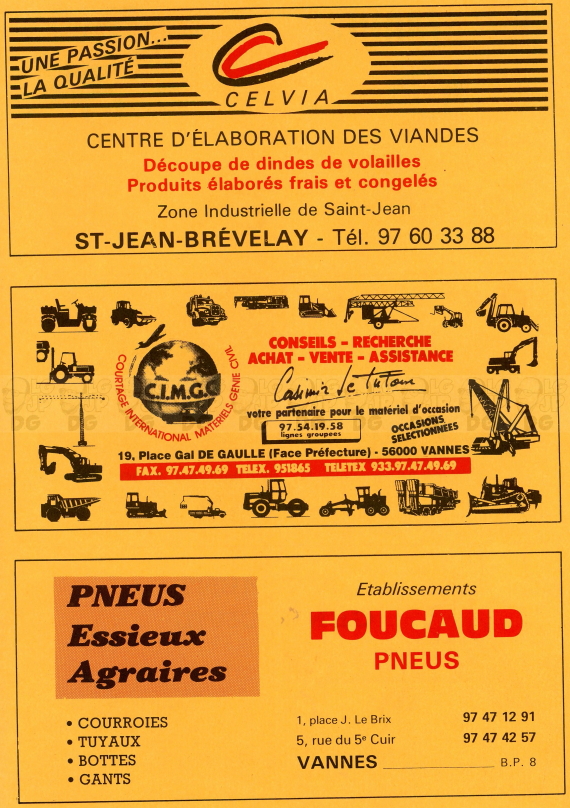 UNE PASSION...
LA QUALITÉ
CELVIA
CENTRE D'ÉLABORATION DES VIANDES
Découpe de dindes de volailles
Produits élaborés frais et congelés
Zone Industrielle de Saint-Jean
ST-JEAN-BRÉVELAY - Tél. 97 60 33 88
C.I.M.G.C
COURTAGE INTERNATIONAL MATERIELS GENIE CIVIL
CONSEILS - RECHERCHE
ACHAT - VENTE - ASSISTANCE
Casimir Le Tutour
votre partenaire pour le matériel d'occasion
97.54.19.58
lignes groupées
OCCASIONS
SELECTIONNEES
19, Place Gal DE GAULLE (Face Préfecture) - 56000 VANNES
FAX. 97.47.49.69 TELEX. 951865 TELETEX 933.97.47.49.69
PNEUS
Essieux
Agraires
• COURROIES
• TUYAUX
• BOTTES
• GANTS
Etablissements
FOUCAUD
PNEUS
1, place J. Le Brix 97 47 12 91
5, rue du 5e Cuir 97 47 42 57
VANNES B.P. 8